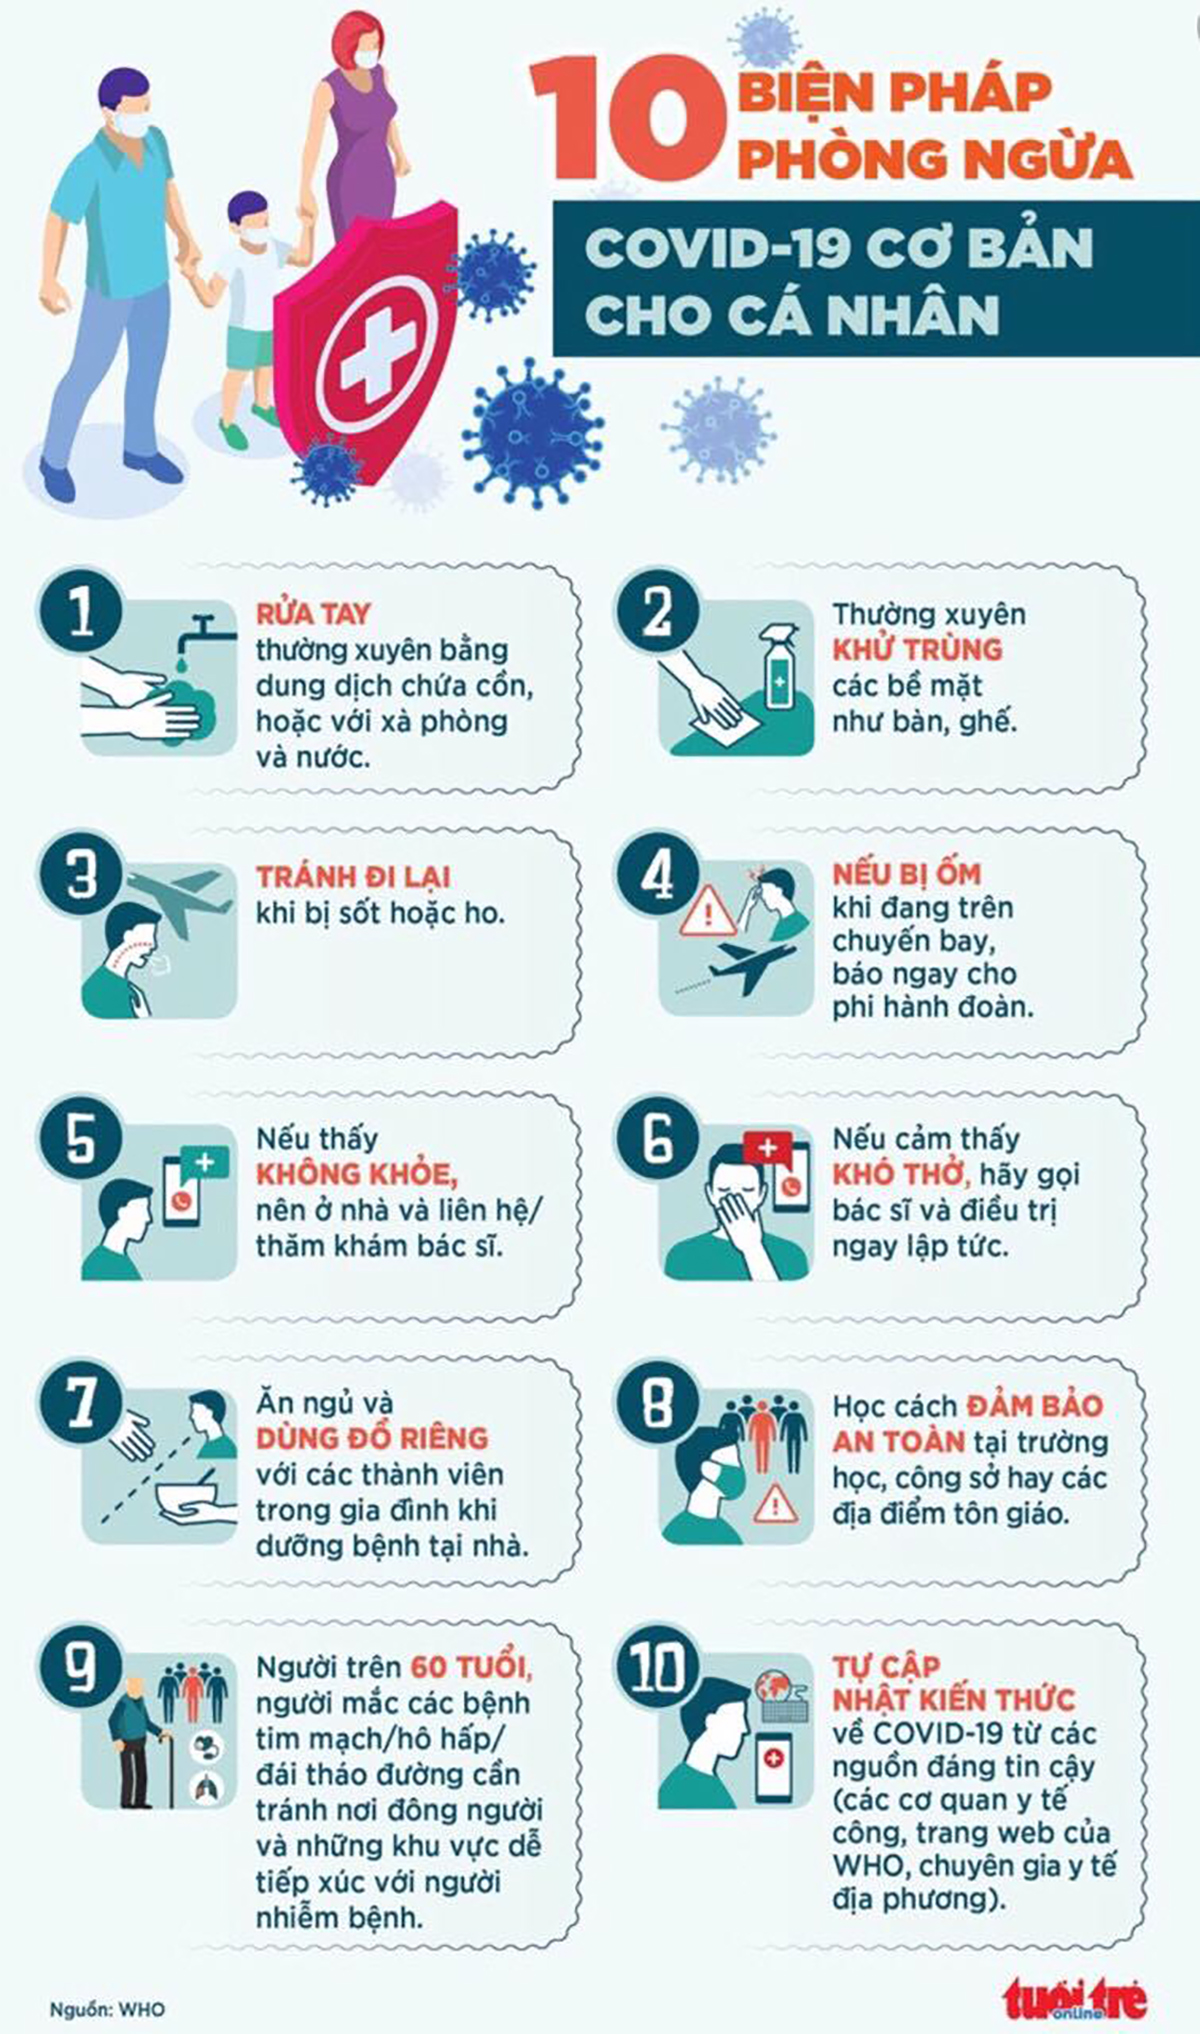 10 BIỆN PHÁP
PHÒNG NGỪA
COVID-19 CƠ BẢN
CHO CÁ NHÂN
1
RỬA TAY
thường xuyên bằng
dung dịch chứa cồn,
hoặc với xà phòng
và nước.
2
Thường xuyên
KHỬ TRÙNG
các bề mặt
như bàn, ghế.
3
TRÁNH ĐI LẠI
khi bị sốt hoặc ho.
4
NẾU BỊ ỐM
khi đang trên
chuyến bay,
báo ngay cho
phi hành đoàn.
5
Nếu thấy
KHÔNG KHỎE,
nên ở nhà và liên hệ/
thăm khám bác sĩ.
6
Nếu cảm thấy
KHÓ THỞ, hãy gọi
bác sĩ và điều trị
ngay lập tức.
7
Ăn ngủ và
DÙNG ĐỒ RIÊNG
với các thành viên
trong gia đình khi
dưỡng bệnh tại nhà.
8
Học cách ĐẢM BẢO
AN TOÀN tại trường
học, công sở hay các
địa điểm tôn giáo.
9
Người trên 60 TUỔI,
người mắc các bệnh
tim mạch/hô hấp/
đái tháo đường cần
tránh nơi đông người
và những khu vực dễ
tiếp xúc với người
nhiễm bệnh.
10
TỰ CẬP
NHẬT KIẾN THỨC
về COVID-19 từ các
nguồn đáng tin cậy
(các cơ quan y tế
công, trang web của
WHO, chuyên gia y tế
địa phương).
Nguồn: WHO
tuổi trẻ
online